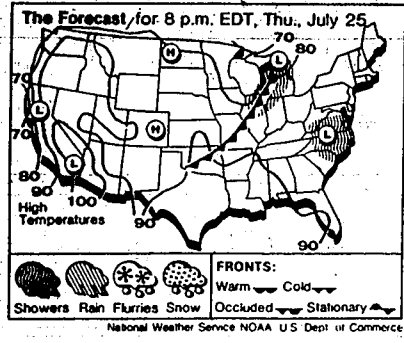 The Forecast for 8 p.m. EDT, Thu., July 25
70
80
H
L
70
H
L
L
70
L
80
90
100
90
90
High
Temperatures
FRONTS:
Warm Cold
Showers Rain Flurries Snow
Occluded Stationary
National Weather Service NOAA U S Dept of Commerce